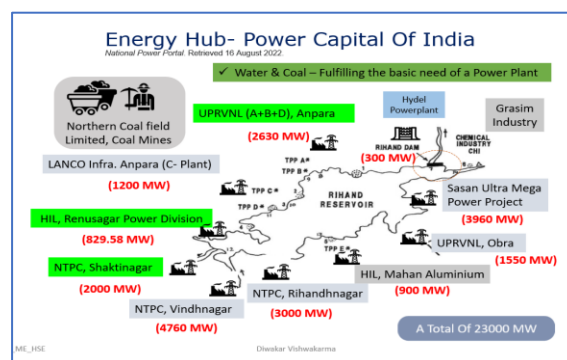 Energy Hub- Power Capital Of India
National Power Portal. Retrieved 16 August 2022.
✓ Water & Coal – Fulfilling the basic need of a Power Plant
Northern Coal field
Limited, Coal Mines
UPRVNL (A+B+D), Anpara
(2630 MW)
Hydel
Powerplant
Grasim
Industry
RIHAND DAM
(300 MW)
CHEMICAL
INDUSTRY
CHI
LANCO Infra. Anpara (C- Plant)
(1200 MW)
TPP A*
TPP B*
TPP C*
TPP D*
RIHAND
RESERVOIR
Sasan Ultra Mega
Power Project
(3960 MW)
HIL, Renusagar Power Division
(829.58 MW)
UPRVNL, Obra
(1550 MW)
TPP E*
NTPC, Shaktinagar
(2000 MW)
HIL, Mahan Aluminium
(900 MW)
NTPC, Rihandhnagar
(3000 MW)
NTPC, Vindhnagar
(4760 MW)
A Total Of 23000 MW
ME_HSE
Diwakar Vishwakarma